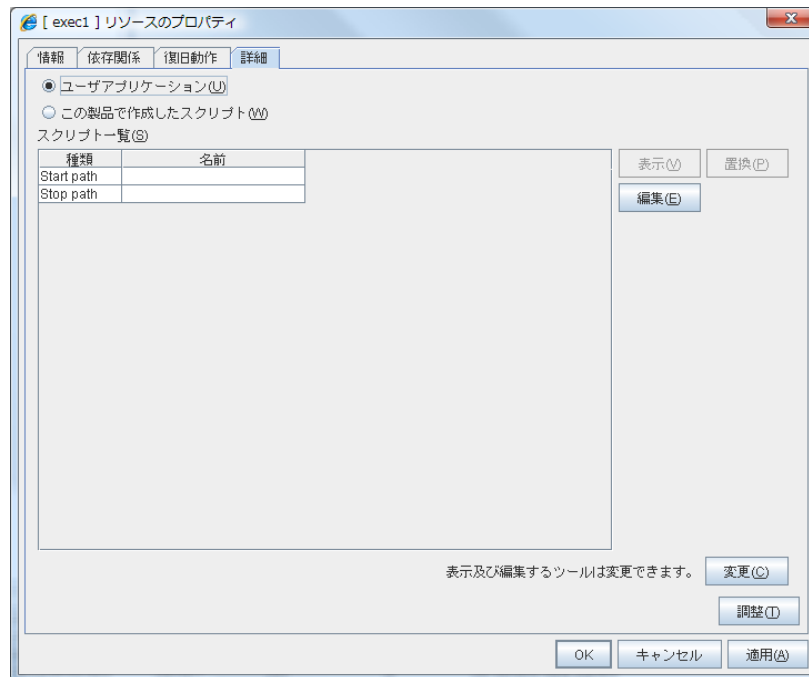 [ exec1 ] リソースのプロパティ
情報 依存関係 復旧動作 詳細
ユーザアプリケーション(U)
この製品で作成したスクリプト(W)
スクリプト一覧(S)
種類 名前
Start path
Stop path
表示(V) 置換(P)
編集(E)
表示及び編集するツールは変更できます。 変更(C)
調整(T)
OK キャンセル 適用(A)